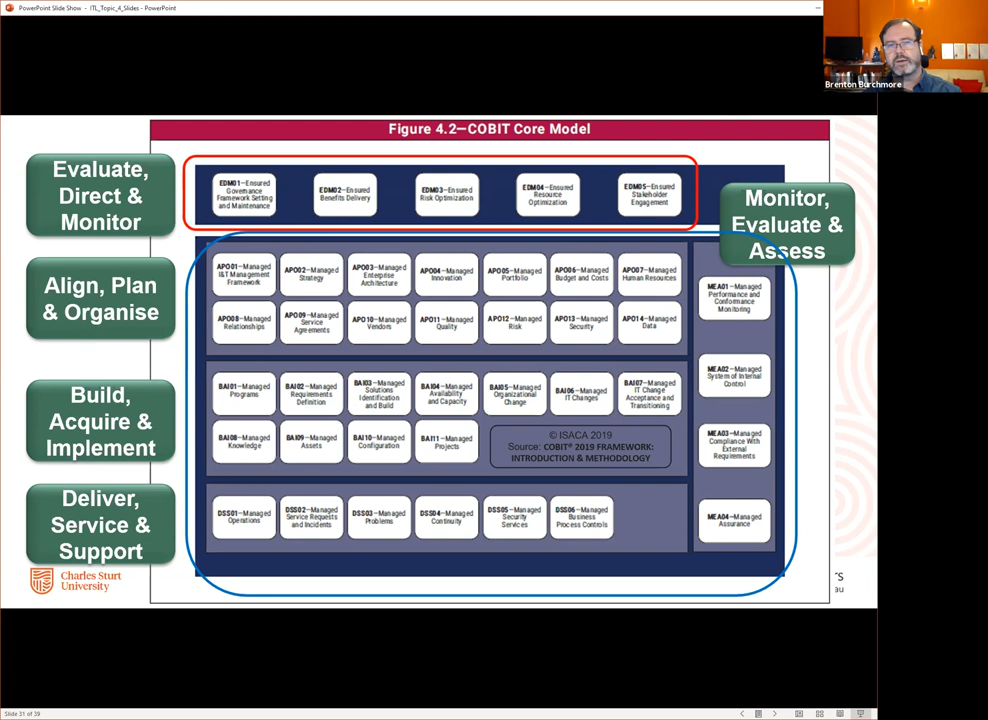 PowerPoint Slide Show - ITL_Topic_4_Slides - PowerPoint
Brenton Burchmore
Figure 4.2—COBIT Core Model
Evaluate,
Direct &
Monitor
EDM01—Ensured
Governance
Framework Setting
and Maintenance
EDM02—Ensured
Benefits Delivery
EDM03—Ensured
Risk Optimization
EDM04—Ensured
Resource
Optimization
EDM05—Ensured
Stakeholder
Engagement
Monitor,
Evaluate &
Assess
Align, Plan
& Organise
APO01—Managed
I&T Management
Framework
APO02—Managed
Strategy
APO03—Managed
Enterprise
Architecture
APO04—Managed
Innovation
APO05—Managed
Portfolio
APO06—Managed
Budget and Costs
APO07—Managed
Human Resources
APO08—Managed
Relationships
APO09—Managed
Service
Agreements
APO10—Managed
Vendors
APO11—Managed
Quality
APO12—Managed
Risk
APO13—Managed
Security
APO14—Managed
Data
MEA01—Managed
Performance and
Conformance
Monitoring
MEA02—Managed
System of Internal
Control
MEA03—Managed
Compliance With
External
Requirements
MEA04—Managed
Assurance
Build,
Acquire &
Implement
BAI01—Managed
Programs
BAI02—Managed
Requirements
Definition
BAI03—Managed
Solutions
Identification
and Build
BAI04—Managed
Availability
and Capacity
BAI05—Managed
Organizational
Change
BAI06—Managed
IT Changes
BAI07—Managed
IT Change
Acceptance and
Transitioning
BAI08—Managed
Knowledge
BAI09—Managed
Assets
BAI10—Managed
Configuration
BAI11—Managed
Projects
© ISACA 2019
Source: COBIT® 2019 FRAMEWORK:
INTRODUCTION & METHODOLOGY
Deliver,
Service &
Support
DSS01—Managed
Operations
DSS02—Managed
Service Requests
and Incidents
DSS03—Managed
Problems
DSS04—Managed
Continuity
DSS05—Managed
Security
Services
DSS06—Managed
Business
Process Controls
Charles Sturt
University
TS
au
Slide 31 of 39